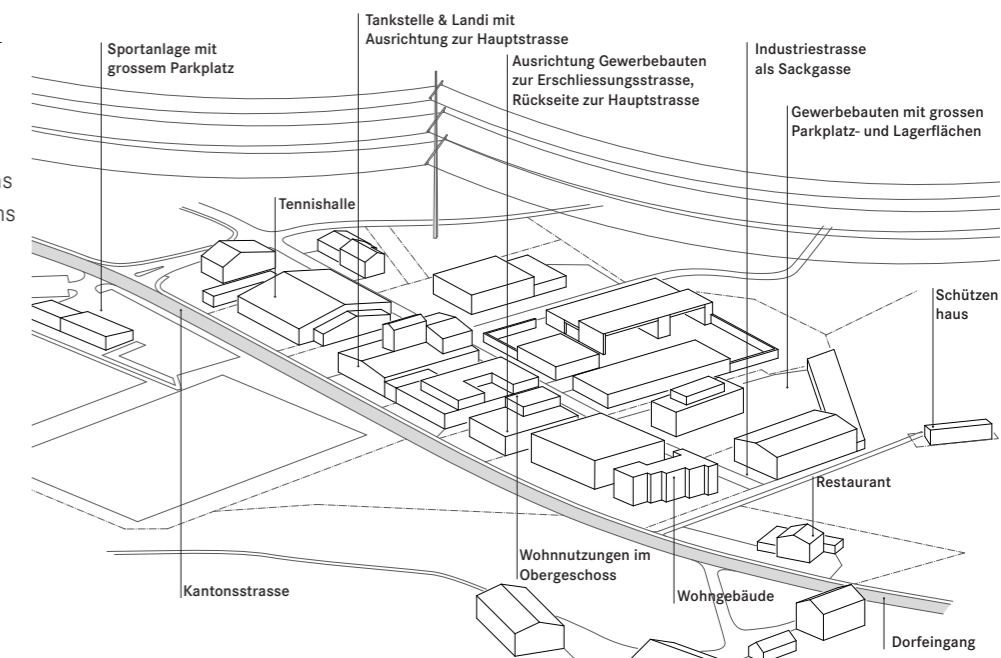 Tankstelle & Landi mit
Ausrichtung zur Hauptstrasse
Sportanlage mit
grossem Parkplatz
Industriestrasse
als Sackgasse
Ausrichtung Gewerbebauten
zur Erschliessungsstrasse,
Rückseite zur Hauptstrasse
Gewerbebauten mit grossen
Parkplatz- und Lagerflächen
Tennishalle
Schützen
haus
Restaurant
Wohnnutzungen im
Obergeschoss
Kantonsstrasse
Wohngebäude
Dorfeingang